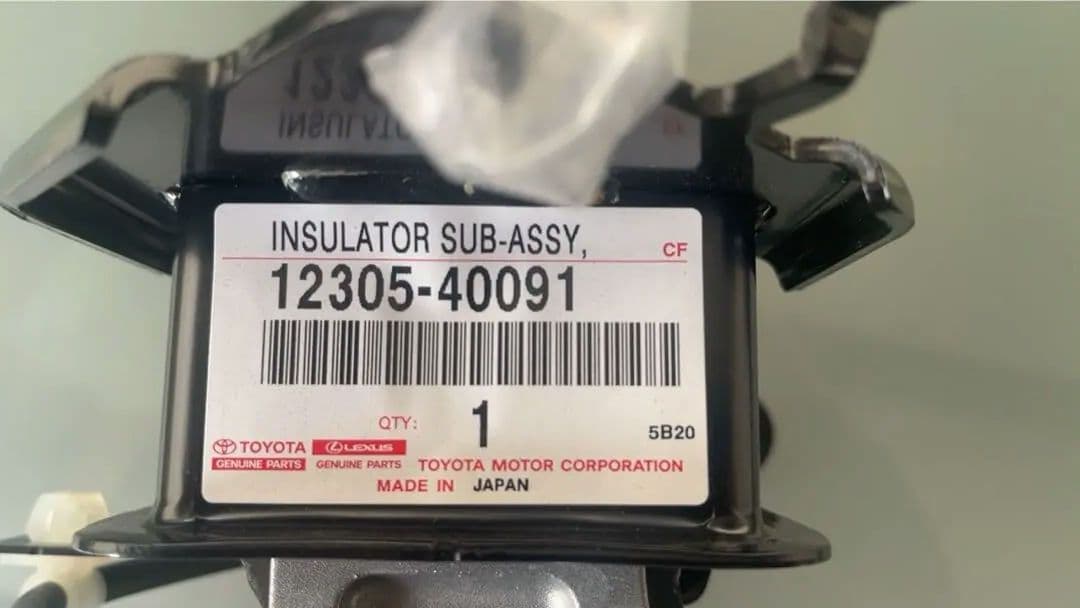 INSULATOR SUB-ASSY,
CF
12305-40091
QTY: 1
5B20
TOYOTA LEXUS
GENUINE PARTS GENUINE PARTS TOYOTA MOTOR CORPORATION
MADE IN JAPAN